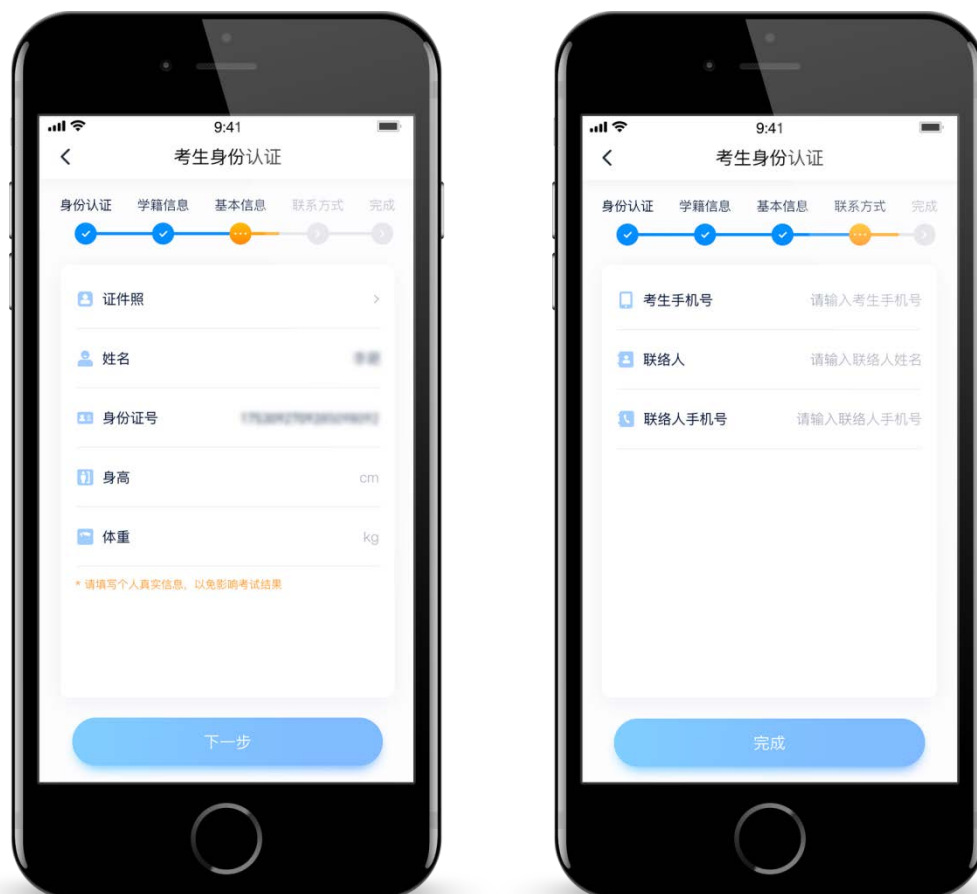 9:41
考生身份认证
身份认证 学籍信息 基本信息 联系方式 完成
证件照
姓名
身份证号
身高 cm
体重 kg
* 请填写个人真实信息，以免影响考试结果
下一步
9:41
考生身份认证
身份认证 学籍信息 基本信息 联系方式 完成
考生手机号 请输入考生手机号
联络人 请输入联络人姓名
联络人手机号 请输入联络人手机号
完成